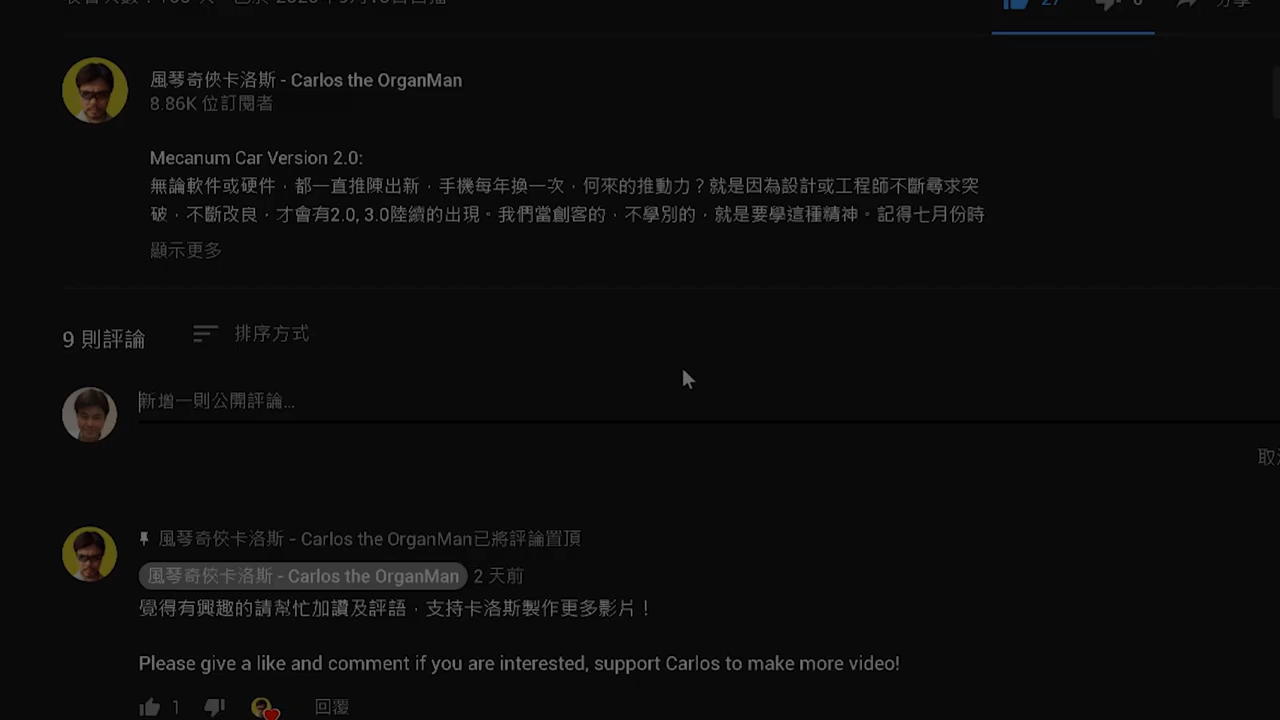 27
分享
風琴奇俠卡洛斯 - Carlos the OrganMan
8.86K 位訂閱者
Mecanum Car Version 2.0:
無論軟件或硬件，都一直推陳出新，手機每年換一次，何來的推動力？就是因為設計或工程師不斷尋求突
破，不斷改良，才會有2.0, 3.0陸續的出現。我們當創客的，不學別的，就是要學這種精神。記得七月份時
顯示更多
9 則評論
排序方式
新增一則公開評論...
風琴奇俠卡洛斯 - Carlos the OrganMan已將評論置頂
風琴奇俠卡洛斯 - Carlos the OrganMan 2 天前
覺得有興趣的請幫忙加讚及評語，支持卡洛斯製作更多影片！
Please give a like and comment if you are interested, support Carlos to make more video!
1
回覆